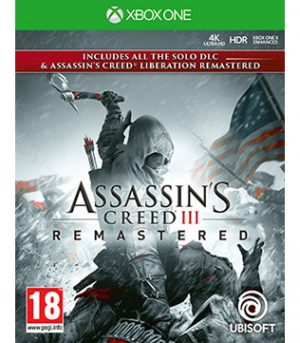 XBOX ONE
INCLUDES ALL THE SOLO DLC
& ASSASSIN'S CREED® LIBERATION REMASTERED
4K
ULTRA HD
HDR
XBOX ONE X
ENHANCED
ASSASSIN'S
CREED III
REMASTERED
18
www.pegi.info
UBISOFT